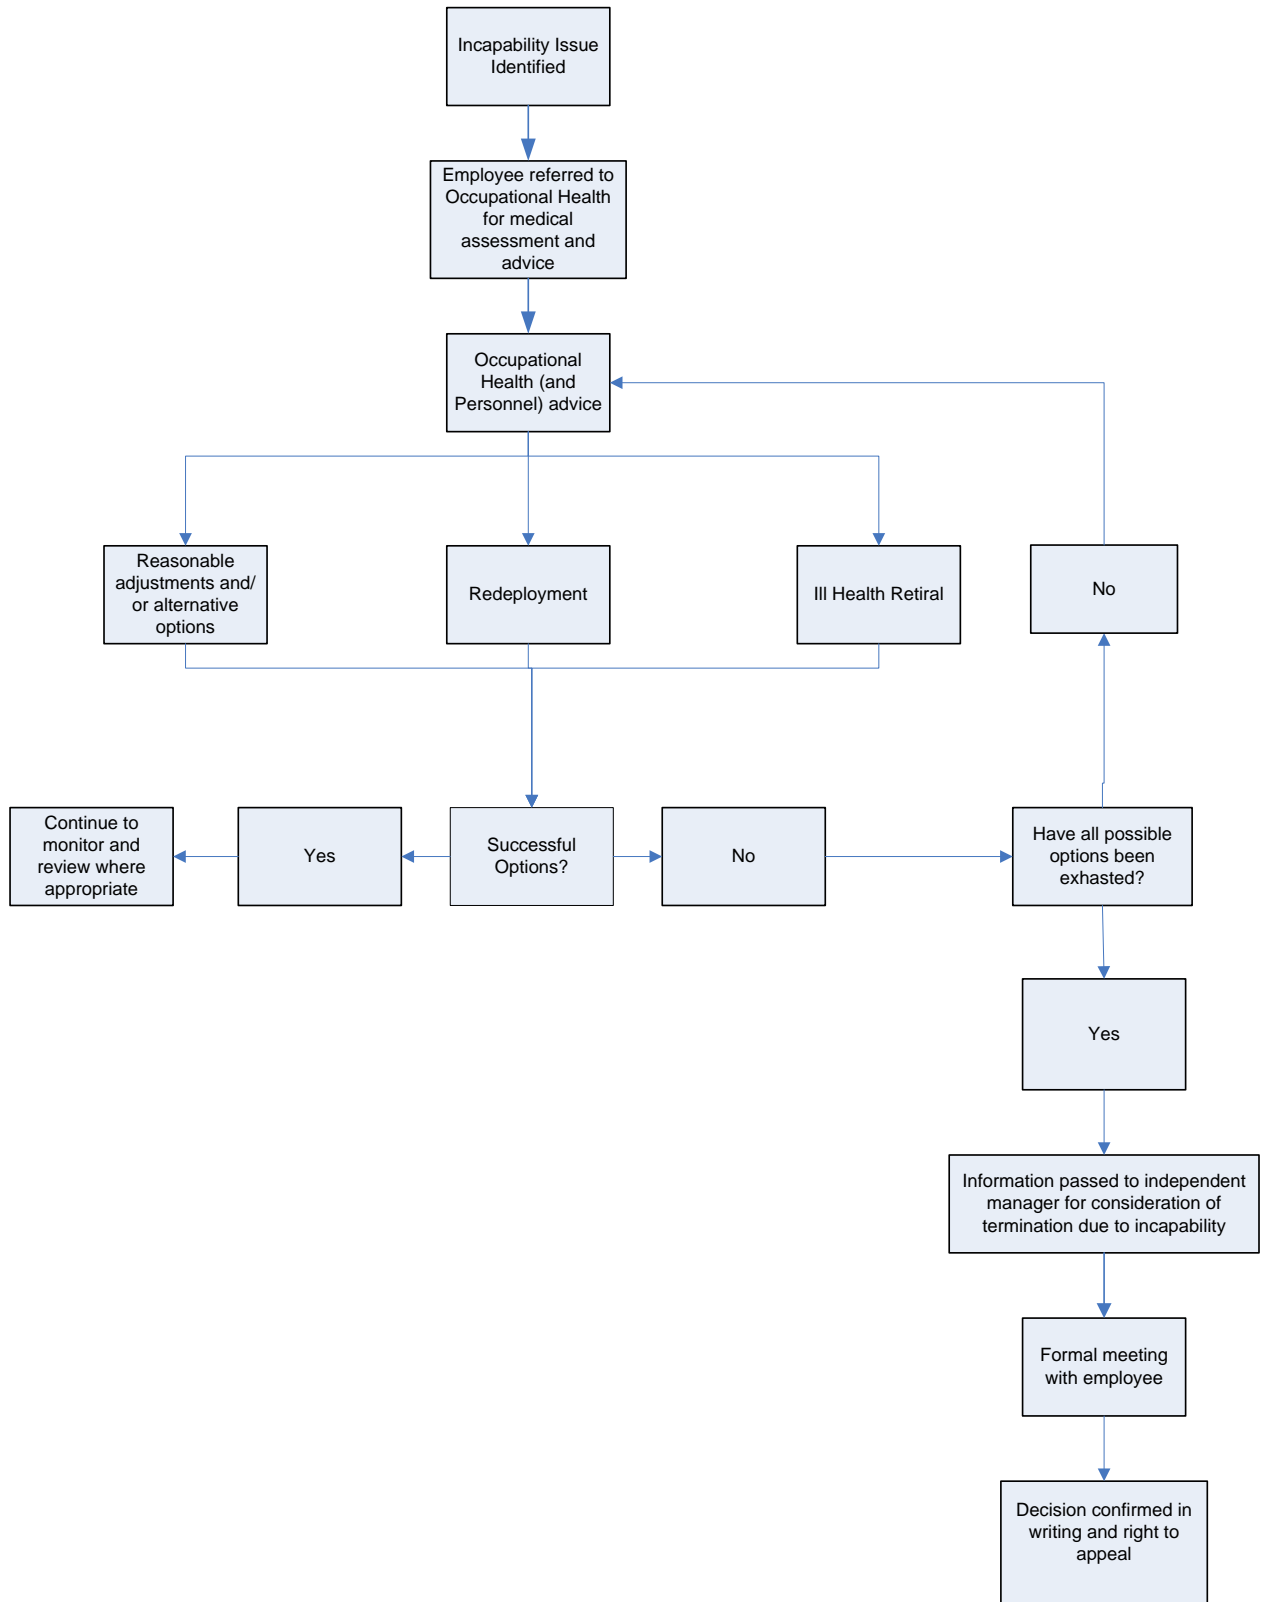 Incapability Issue
Identified
Employee referred to
Occupational Health
for medical
assessment and
advice
Occupational
Health (and
Personnel) advice
Reasonable
adjustments and/
or alternative
options
Redeployment
Ill Health Retiral
No
Continue to
monitor and
review where
appropriate
Yes
Successful
Options?
No
Have all possible
options been
exhasted?
Yes
Information passed to independent
manager for consideration of
termination due to incapability
Formal meeting
with employee
Decision confirmed in
writing and right to
appeal